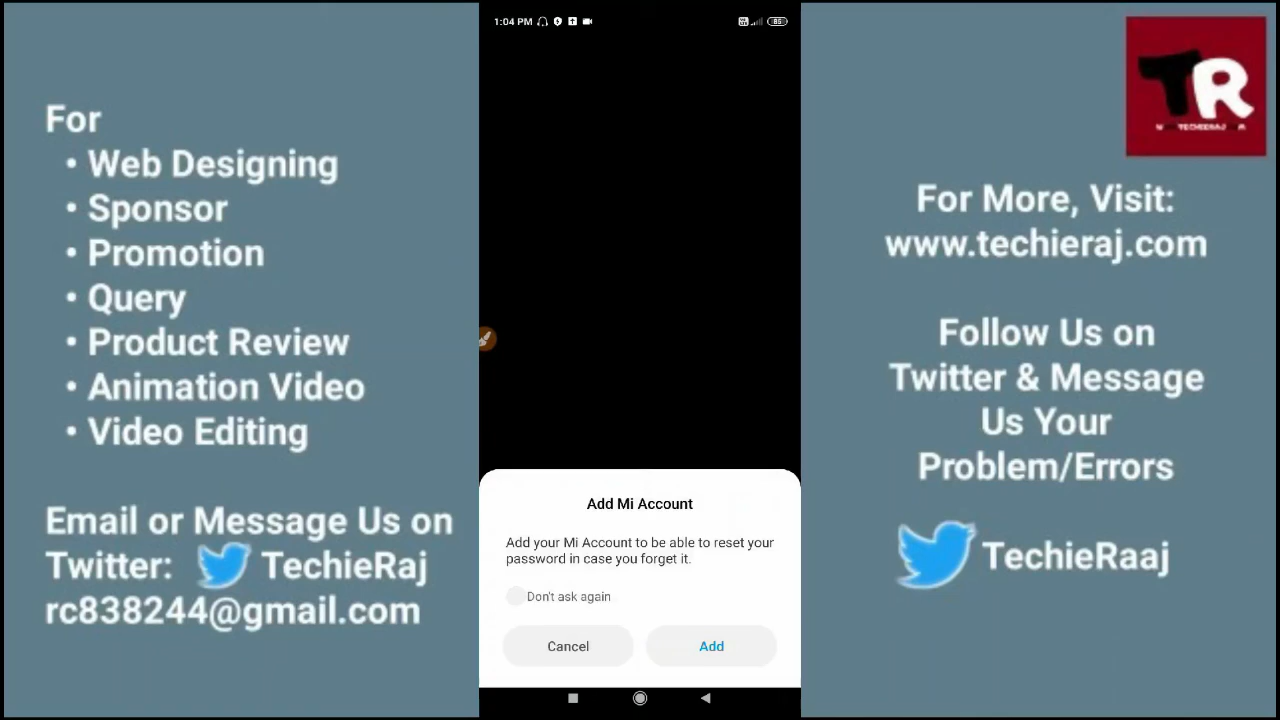 For
• Web Designing
• Sponsor
• Promotion
• Query
• Product Review
• Animation Video
• Video Editing
Email or Message Us on
Twitter: TechieRaj
rc838244@gmail.com
1:04 PM
85
Add Mi Account
Add your Mi Account to be able to reset your
password in case you forget it.
Don't ask again
Cancel
Add
TR
For More, Visit:
www.techieraj.com
Follow Us on
Twitter & Message
Us Your
Problem/Errors
TechieRaaj